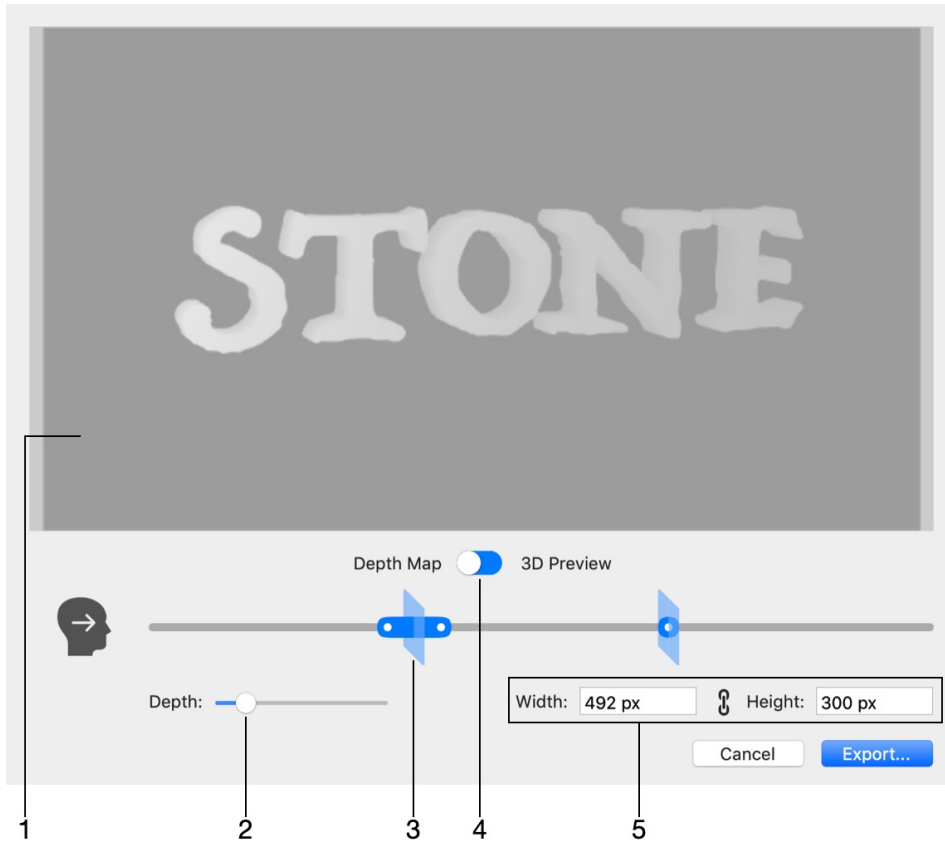 STONE
Depth Map 3D Preview
Depth: Width: 492 px Height: 300 px
Cancel Export...
1 2 3 4 5